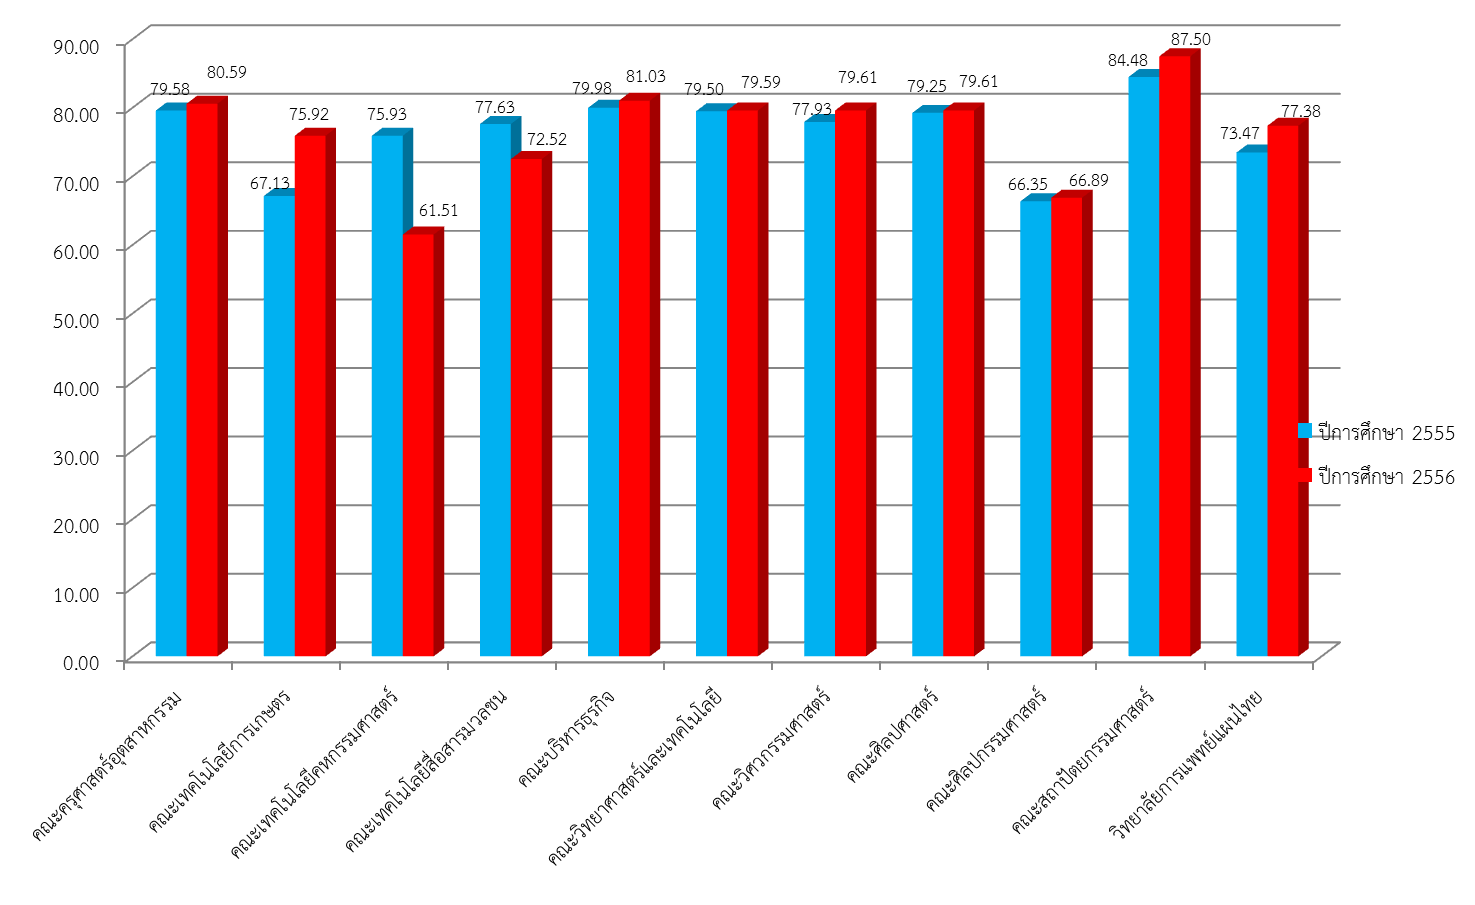 90.00
80.00
70.00
60.00
50.00
40.00
30.00
20.00
10.00
0.00
79.58 80.59
67.13 75.92
75.93 61.51
77.63 72.52
79.98 81.03
79.50 79.59
77.93 79.61
79.25 79.61
66.35 66.89
84.48 87.50
73.47 77.38
คณะครุศาสตร์อุตสาหกรรม
คณะเทคโนโลยีการเกษตร
คณะเทคโนโลยีคหกรรมศาสตร์
คณะเทคโนโลยีสื่อสารมวลชน
คณะบริหารธุรกิจ
คณะวิทยาศาสตร์และเทคโนโลยี
คณะวิศวกรรมศาสตร์
คณะศิลปศาสตร์
คณะศิลปกรรมศาสตร์
คณะสถาปัตยกรรมศาสตร์
วิทยาลัยการแพทย์แผนไทย
ปีการศึกษา 2555
ปีการศึกษา 2556